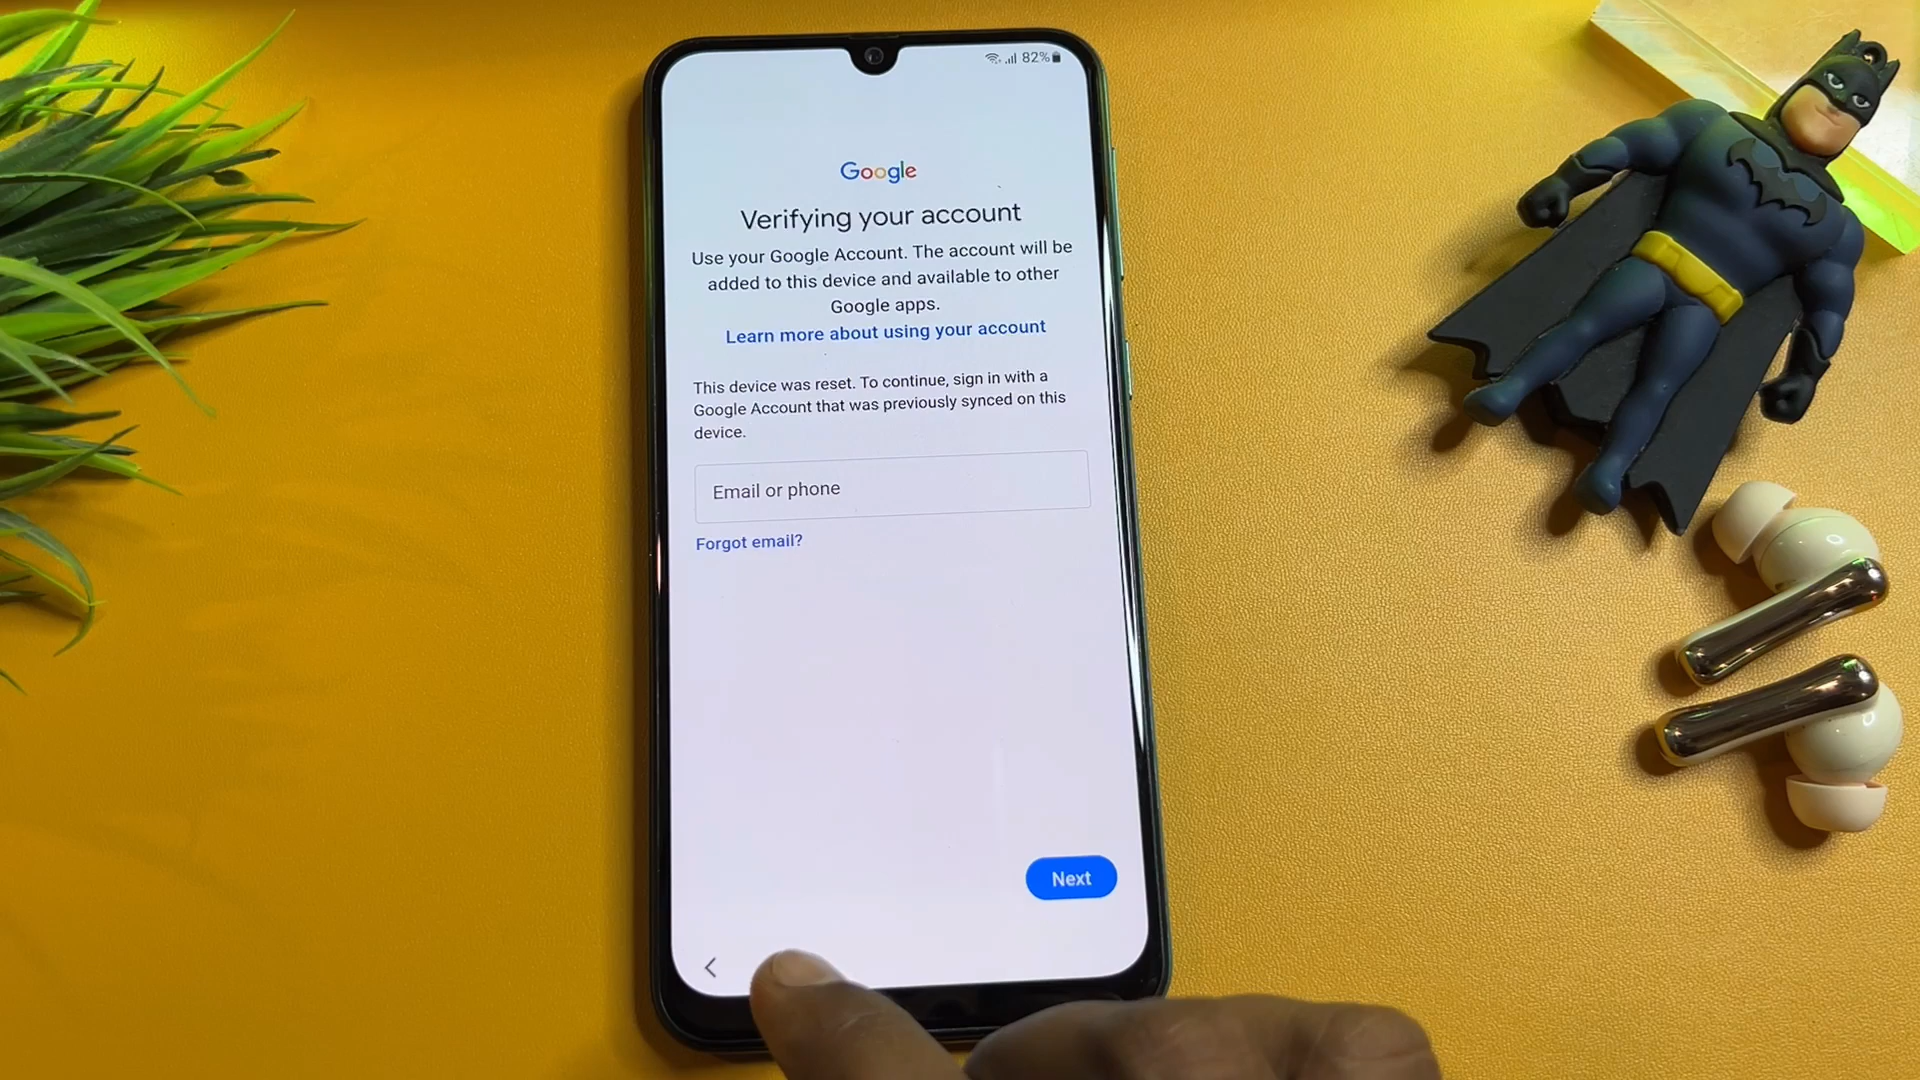 82%
Google
Verifying your account
Use your Google Account. The account will be
added to this device and available to other
Google apps.
Learn more about using your account
This device was reset. To continue, sign in with a
Google Account that was previously synced on this
device.
Email or phone
Forgot email?
Next